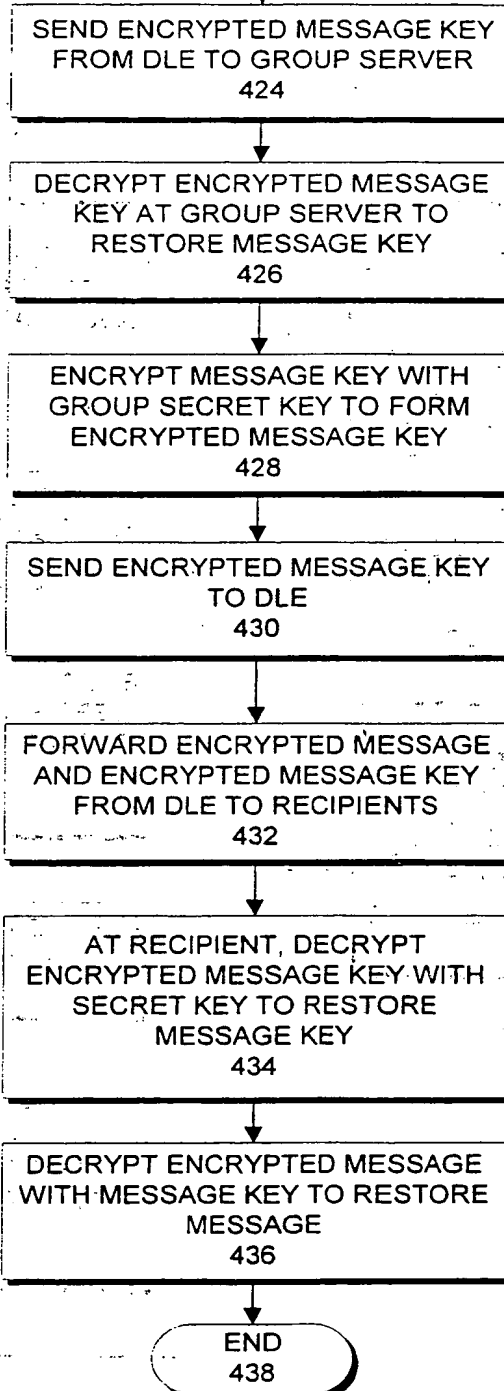 SEND ENCRYPTED MESSAGE KEY
FROM DLE TO GROUP SERVER
424
DECRYPT ENCRYPTED MESSAGE
KEY AT GROUP SERVER TO
RESTORE MESSAGE KEY
426
ENCRYPT MESSAGE KEY WITH
GROUP SECRET KEY TO FORM
ENCRYPTED MESSAGE KEY
428
SEND ENCRYPTED MESSAGE KEY
TO DLE
430
FORWARD ENCRYPTED MESSAGE
AND ENCRYPTED MESSAGE KEY
FROM DLE TO RECIPIENTS
432
AT RECIPIENT, DECRYPT
ENCRYPTED MESSAGE KEY WITH
SECRET KEY TO RESTORE
MESSAGE KEY
434
DECRYPT ENCRYPTED MESSAGE
WITH MESSAGE KEY TO RESTORE
MESSAGE
436
END
438